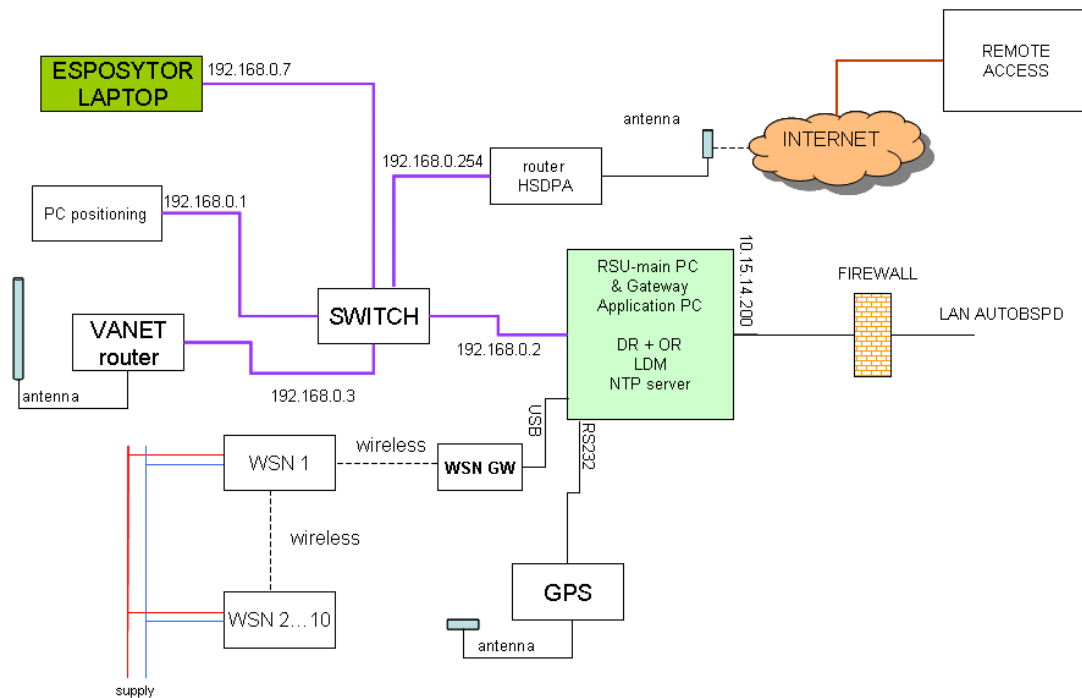 REMOTE
ACCESS
ESPOSYTOR
LAPTOP
192.168.0.7
antenna
INTERNET
192.168.0.254
router
HSDPA
PC positioning
192.168.0.1
10.15.14.200
RSU-main PC
& Gateway
Application PC
DR + OR
LDM
NTP server
FIREWALL
LAN AUTOBSPD
SWITCH
VANET
router
192.168.0.2
192.168.0.3
antenna
USB
RS232
wireless
WSN 1
WSN GW
wireless
WSN 2...10
GPS
antenna
supply